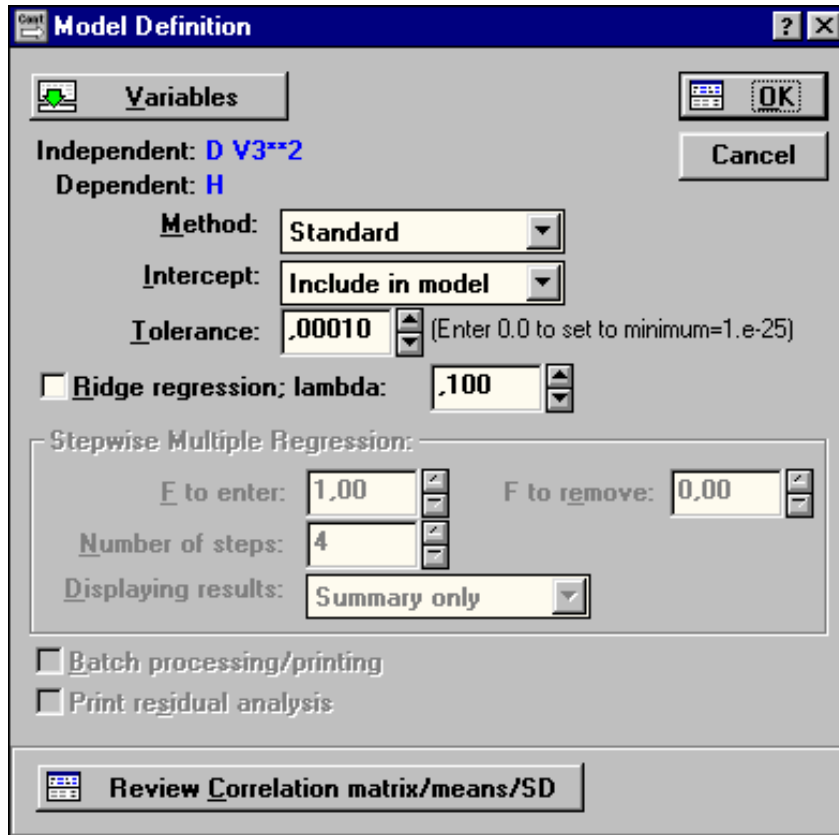 Cont
Model Definition
Variables
OK
Independent: D V3**2
Cancel
Dependent: H
Method: Standard
Intercept: Include in model
Tolerance: ,00010 (Enter 0.0 to set to minimum=1.e-25)
Ridge regression; lambda: ,100
Stepwise Multiple Regression:
F to enter: 1,00 F to remove: 0,00
Number of steps: 4
Displaying results: Summary only
Batch processing/printing
Print residual analysis
Review Correlation matrix/means/SD